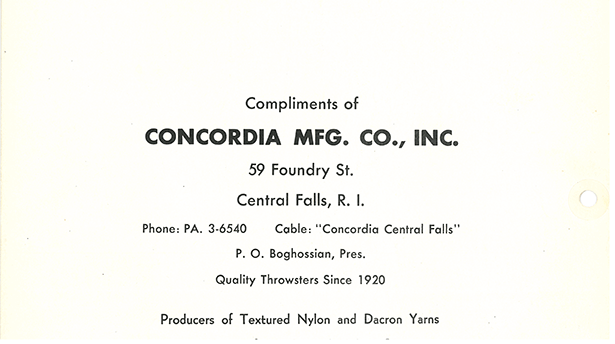 Compliments of
CONCORDIA MFG. CO., INC.
59 Foundry St.
Central Falls, R. I.
Phone: PA. 3-6540 Cable: "Concordia Central Falls"
P. O. Boghossian, Pres.
Quality Throwsters Since 1920
Producers of Textured Nylon and Dacron Yarns